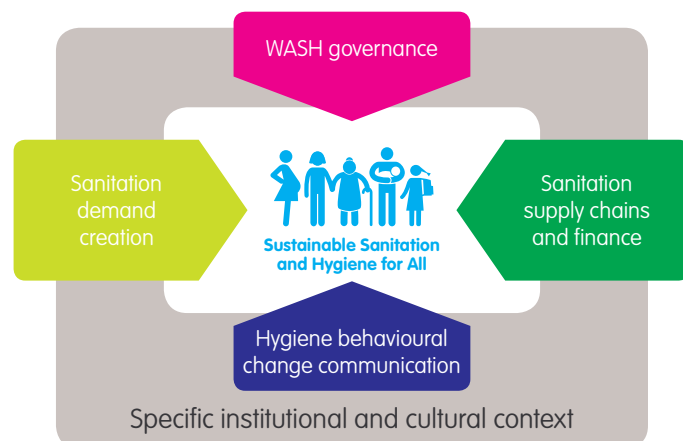 WASH governance
Sanitation
demand
creation
Sustainable Sanitation
and Hygiene for All
Sanitation
supply chains
and finance
Hygiene behavioural
change communication
Specific institutional and cultural context